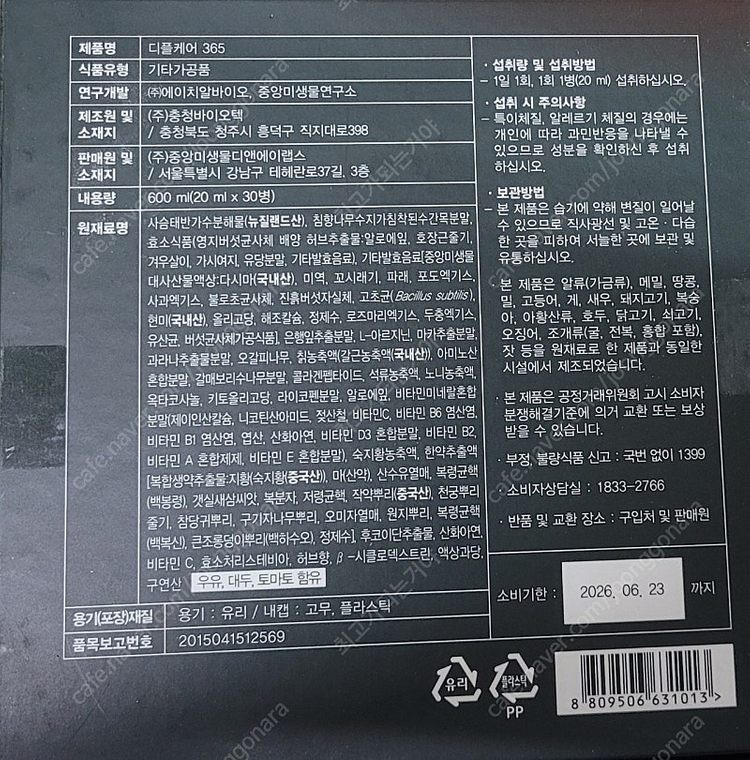 제품명 디플케어 365
식품유형 기타가공품
연구개발 ㈜에이치알바이오, 중앙미생물연구소
제조원 및 소재지 (주)충청바이오텍
/ 충청북도 청주시 흥덕구 직지대로398
판매원 및 소재지 (주)중앙미생물디앤에이랩스
/ 서울특별시 강남구 테헤란로37길. 3층
내용량 600 ml(20 ml x 30병)
원재료명 사슴태반가수분해물(뉴질랜드산), 침향나무수지가침착된수간목분말,
효소식품(영지버섯균사체 배양 허브추출물:알로에잎, 호장근줄기,
겨우살이, 가시여지, 유당분말, 기타발효음료), 기타발효음료[중앙미생물
대사산물액상:다시마(국내산), 미역, 꼬시래기, 파래, 포도엑기스,
사과엑기스, 불로초균사체, 진흙버섯자실체, 고초균(Bacillus subtilis),
현미(국내산), 올리고당, 해조칼슘, 정제수, 로즈마리엑기스, 두충엑기스,
유산균, 버섯균사체가공식품], 은행잎추출분말, L-아르지닌, 마카추출분말,
과라나추출물분말, 오갈피나무, 칡농축액(갈근농축액(국내산)), 아미노산
혼합분말, 갈매보리수나무분말, 콜라겐펩타이드, 석류농축액, 노니농축액,
옥타코사놀, 키토올리고당, 라이코펜분말, 알로에잎, 비타민미네랄혼합
분말(제이인산칼슘, 니코틴산아미드, 젖산철, 비타민C, 비타민 B6 염산염,
비타민 B1 염산염, 엽산, 산화아연, 비타민 D3 혼합분말, 비타민 B2,
비타민 A 혼합제제, 비타민 E 혼합분말), 숙지황농축액, 한약추출액
[복합생약추출물:지황(숙지황(중국산)), 마(산약), 산수유열매, 복령균핵
(백봉령), 갯실새삼씨앗, 복분자, 저령균핵, 작약뿌리(중국산), 천궁뿌리
줄기, 참당귀뿌리, 구기자나무뿌리, 오미자열매, 원지뿌리, 복령균핵
(백복신), 큰조롱덩이뿌리(백하수오), 정제수], 후코이단추출물, 산화아연,
비타민 C, 효소처리스테비아, 허브향, β-시클로덱스트린, 액상과당,
구연산 우유, 대두, 토마토 함유
용기(포장)재질 용기 : 유리 / 내캡 : 고무, 플라스틱
품목보고번호 2015041512569
· 섭취량 및 섭취방법
- 1일 1회, 1회 1병(20 ml) 섭취하십시오.
· 섭취 시 주의사항
- 특이체질, 알레르기 체질의 경우에는
개인에 따라 과민반응을 나타낼 수
있으므로 성분을 확인하신 후 섭취
하십시오.
· 보관방법
- 본 제품은 습기에 약해 변질이 일어날
수 있으므로 직사광선 및 고온·다습
한 곳을 피하여 서늘한 곳에 보관 및
유통하십시오.
· 본 제품은 알류(가금류), 메밀, 땅콩,
밀, 고등어, 게, 새우, 돼지고기, 복숭
아, 아황산류, 호두, 닭고기, 쇠고기,
오징어, 조개류(굴, 전복, 홍합 포함),
잣 등을 원재료로 한 제품과 동일한
시설에서 제조되었습니다.
· 본 제품은 공정거래위원회 고시 소비자
분쟁해결기준에 의거 교환 또는 보상
받을 수 있습니다.
· 부정, 불량식품 신고 : 국번 없이 1399
· 소비자상담실 : 1833-2766
· 반품 및 교환 장소 : 구입처 및 판매원
소비기한 : 2026. 06. 23 까지
유리
플라스틱
PP
8 809506 631013